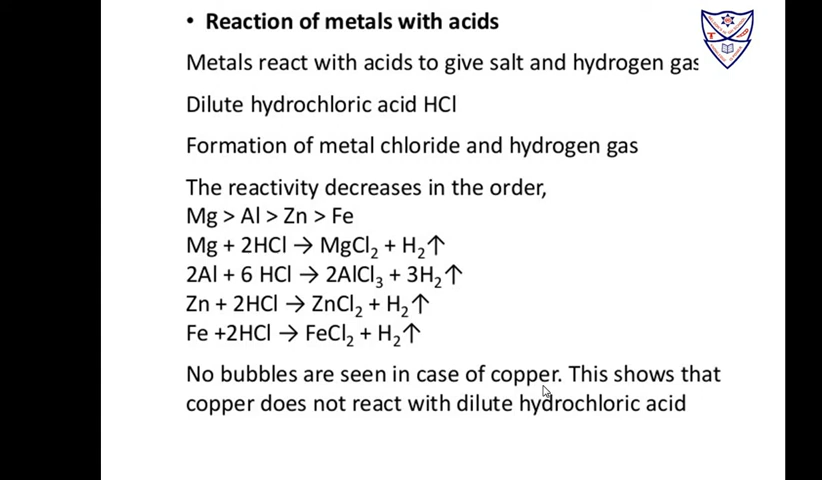 • Reaction of metals with acids
Metals react with acids to give salt and hydrogen gas
Dilute hydrochloric acid HCl
Formation of metal chloride and hydrogen gas
The reactivity decreases in the order,
Mg > Al > Zn > Fe
Mg + 2HCl → MgCl₂ + H₂↑
2Al + 6 HCl → 2AlCl₃ + 3H₂↑
Zn + 2HCl → ZnCl₂ + H₂↑
Fe +2HCl → FeCl₂ + H₂↑
No bubbles are seen in case of copper. This shows that
copper does not react with dilute hydrochloric acid